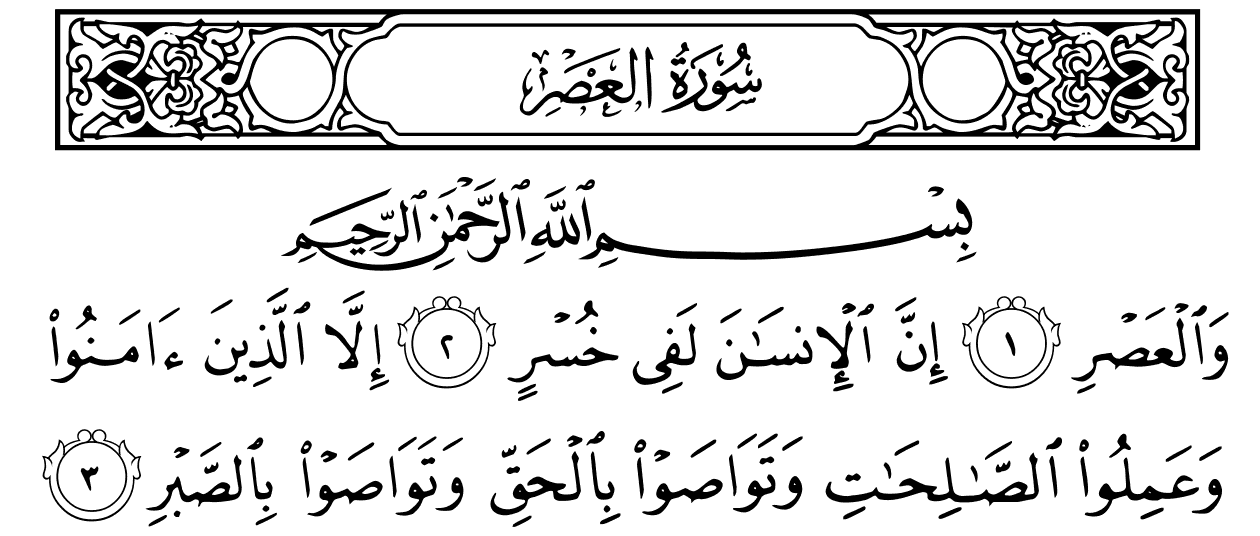 سُورَةُ العَصْرِ
بِسْمِ ٱللَّهِ ٱلرَّحْمَٰنِ ٱلرَّحِيمِ
وَٱلْعَصْرِ ١ إِنَّ ٱلْإِنسَـٰنَ لَفِى خُسْرٍ ٢ إِلَّا ٱلَّذِينَ ءَامَنُوا۟
وَعَمِلُوا۟ ٱلصَّـٰلِحَـٰتِ وَتَوَاصَوْا۟ بِٱلْحَقِّ وَتَوَاصَوْا۟ بِٱلصَّبْرِ ٣